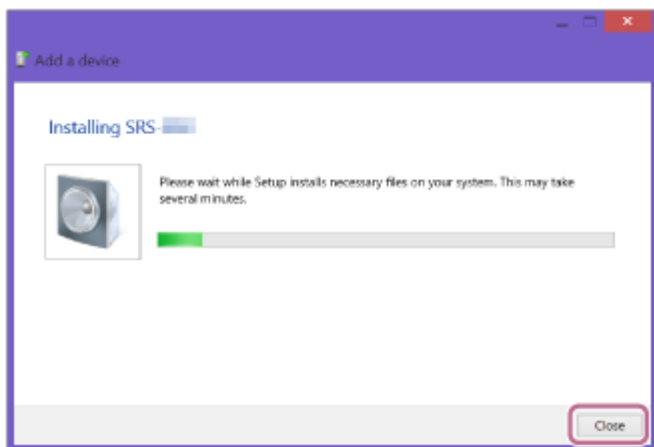 Add a device
Installing SRS-
Please wait while Setup installs necessary files on your system. This may take
several minutes.
Close